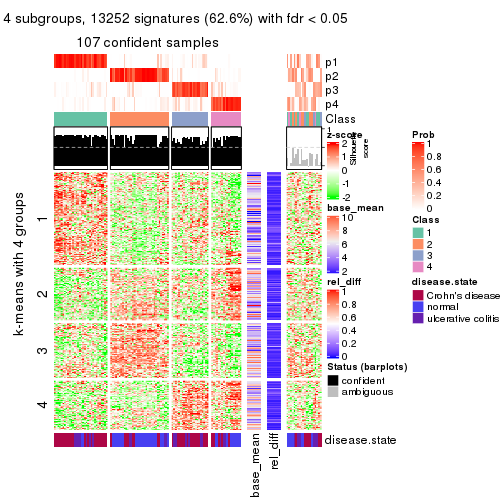 4 subgroups, 13252 signatures (62.6%) with fdr < 0.05
107 confident samples
p1
p2
p3
p4
Class
1
Silhouette score
k-means with 4 groups
1
2
3
4
base_mean
rel_diff
disease.state
z-score
2
1
0
-1
-2
base_mean
10
8
6
4
2
rel_diff
1
0.8
0.6
0.4
0.2
0
Status (barplots)
confident
ambiguous
Prob
1
0.8
0.6
0.4
0.2
0
Class
1
2
3
4
disease.state
Crohn's disease
normal
ulcerative colitis